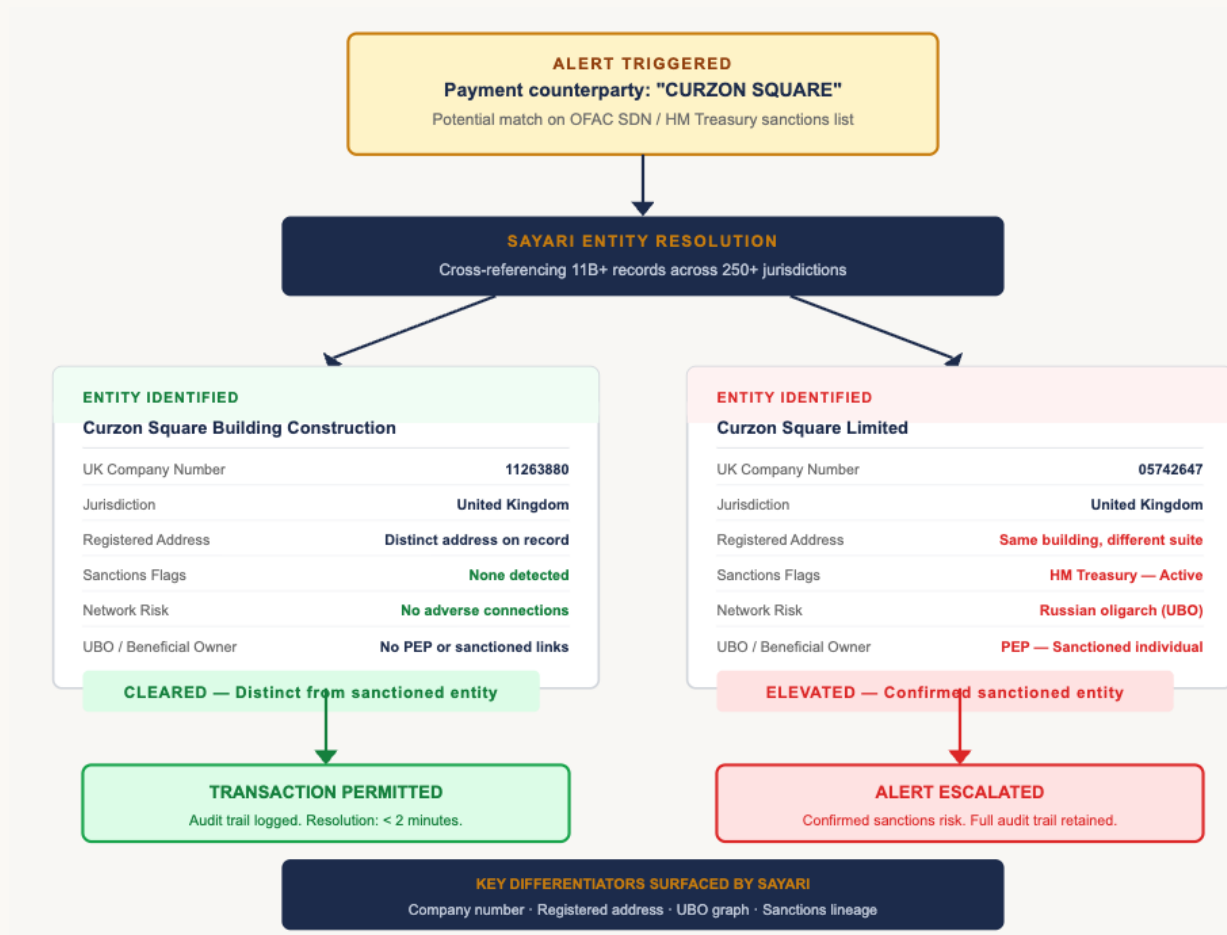 ALERT TRIGGERED
Payment counterparty: "CURZON SQUARE"
Potential match on OFAC SDN / HM Treasury sanctions list
SAYARI ENTITY RESOLUTION
Cross-referencing 11B+ records across 250+ jurisdictions
ENTITY IDENTIFIED
Curzon Square Building Construction
UK Company Number 11263880
Jurisdiction United Kingdom
Registered Address Distinct address on record
Sanctions Flags None detected
Network Risk No adverse connections
UBO / Beneficial Owner No PEP or sanctioned links
CLEARED — Distinct from sanctioned entity
TRANSACTION PERMITTED
Audit trail logged. Resolution: < 2 minutes.
ENTITY IDENTIFIED
Curzon Square Limited
UK Company Number 05742647
Jurisdiction United Kingdom
Registered Address Same building, different suite
Sanctions Flags HM Treasury — Active
Network Risk Russian oligarch (UBO)
UBO / Beneficial Owner PEP — Sanctioned individual
ELEVATED — Confirmed sanctioned entity
ALERT ESCALATED
Confirmed sanctions risk. Full audit trail retained.
KEY DIFFERENTIATORS SURFACED BY SAYARI
Company number · Registered address · UBO graph · Sanctions lineage